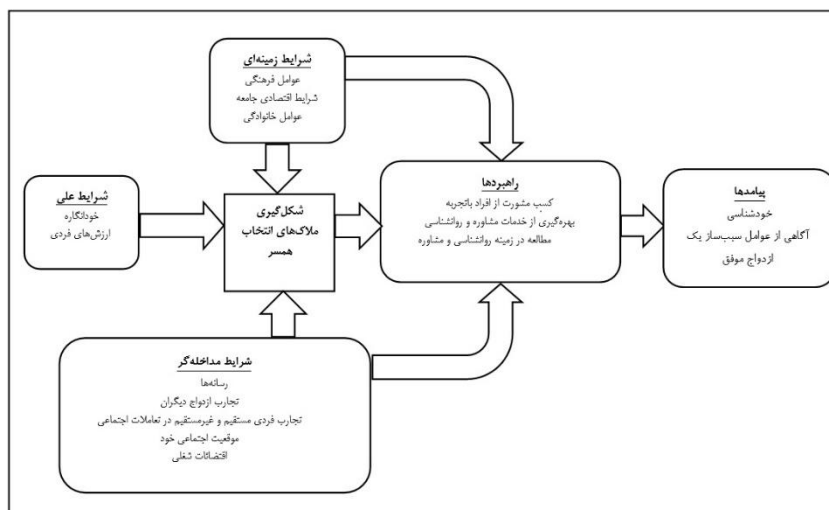 شرایط زمینه‌ای
عوامل فرهنگی
شرایط اقتصادی جامعه
عوامل خانوادگی
شرایط علی
خودانگاره
ارزش‌های فردی
شکل‌گیری
ملاک‌های انتخاب
همسر
راهبردها
کسب مشورت از افراد باتجربه
بهره‌گیری از خدمات مشاوره و روانشناسی
مطالعه در زمینه روانشناسی و مشاوره
پیامدها
خودشناسی
آگاهی از عوامل سبب‌ساز یک
ازدواج موفق
شرایط مداخله‌گر
رسانه‌ها
تجارب ازدواج دیگران
تجارب فردی مستقیم و غیرمستقیم در تعاملات اجتماعی
موقعیت اجتماعی خود
اقتضائات شغلی